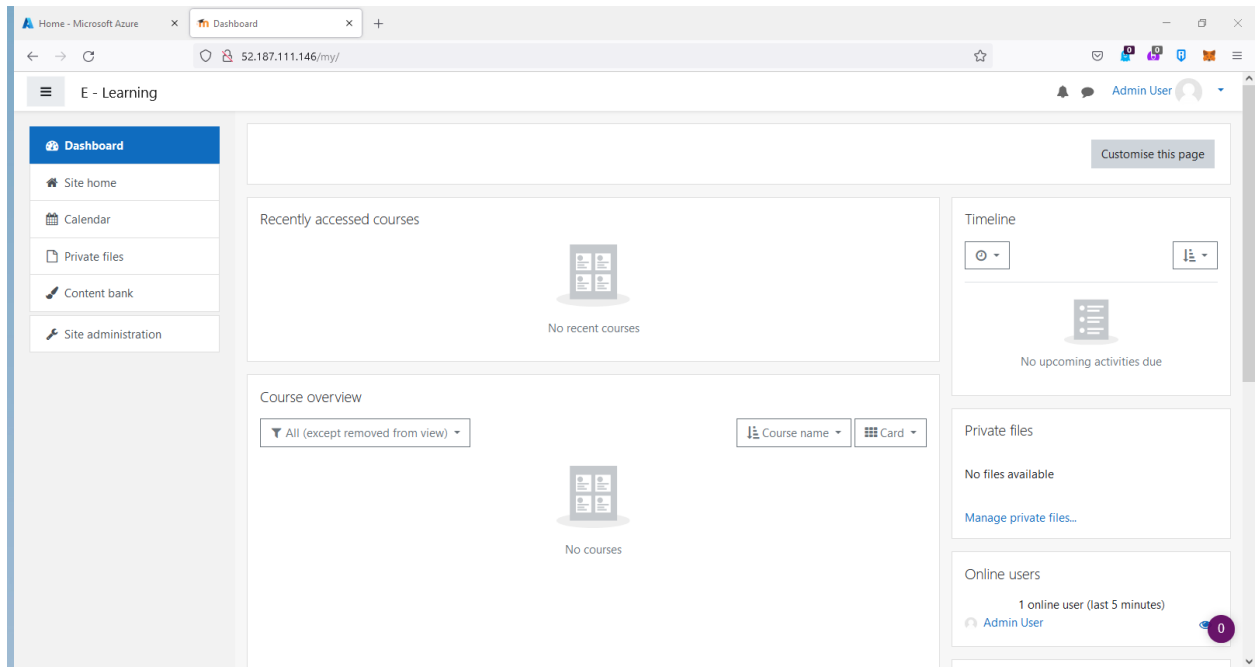 Home - Microsoft Azure
Dashboard
52.187.111.146/my/
0
0
E - Learning
Admin User
Dashboard
Site home
Calendar
Private files
Content bank
Site administration
Customise this page
Recently accessed courses
No recent courses
Course overview
All (except removed from view)
Course name
Card
No courses
Timeline
No upcoming activities due
Private files
No files available
Manage private files...
Online users
1 online user (last 5 minutes)
Admin User
0